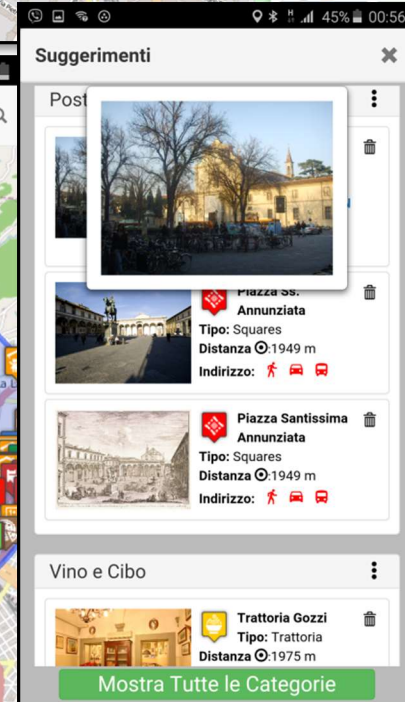 45% 00:56
Suggerimenti
Post
Piazza Ss.
Annunziata
Tipo: Squares
Distanza :1949 m
Indirizzo:
Piazza Santissima
Annunziata
Tipo: Squares
Distanza :1949 m
Indirizzo:
Vino e Cibo
Trattoria Gozzi
Tipo: Trattoria
Distanza :1975 m
Mostra Tutte le Categorie